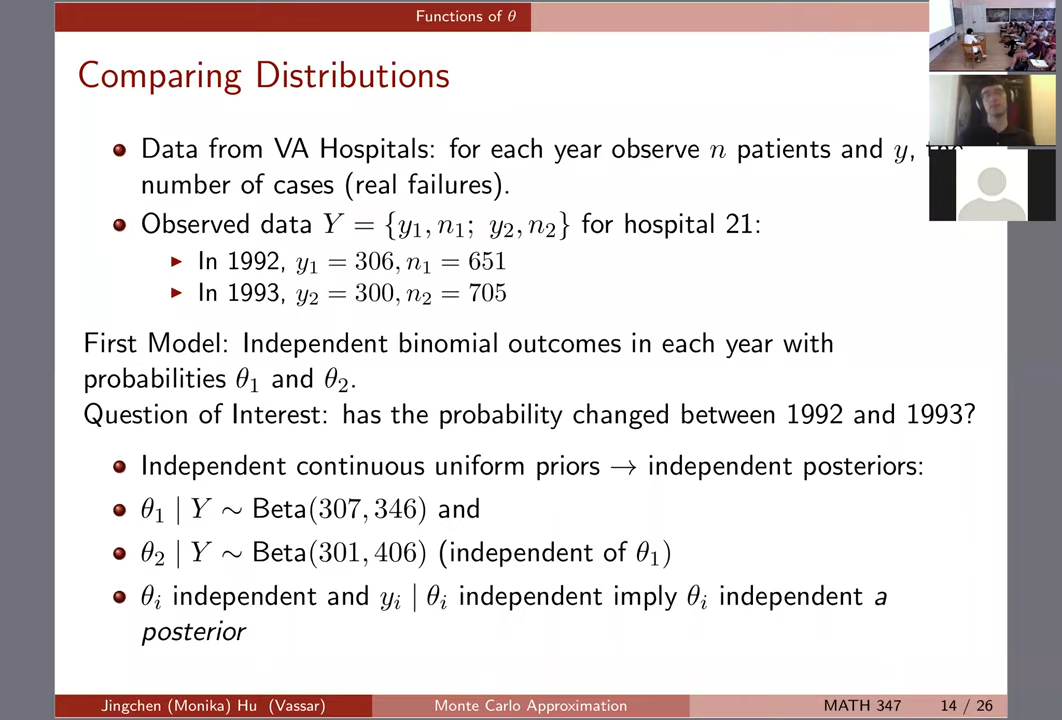 Functions of θ
Comparing Distributions
Data from VA Hospitals: for each year observe n patients and y, the
number of cases (real failures).
Observed data Y = {y₁, n₁; y₂, n₂} for hospital 21:
In 1992, y₁ = 306, n₁ = 651
In 1993, y₂ = 300, n₂ = 705
First Model: Independent binomial outcomes in each year with
probabilities θ₁ and θ₂.
Question of Interest: has the probability changed between 1992 and 1993?
Independent continuous uniform priors → independent posteriors:
θ₁ | Y ∼ Beta(307, 346) and
θ₂ | Y ∼ Beta(301, 406) (independent of θ₁)
θᵢ independent and yᵢ | θᵢ independent imply θᵢ independent a
posterior
Jingchen (Monika) Hu (Vassar) Monte Carlo Approximation MATH 347 14 / 26